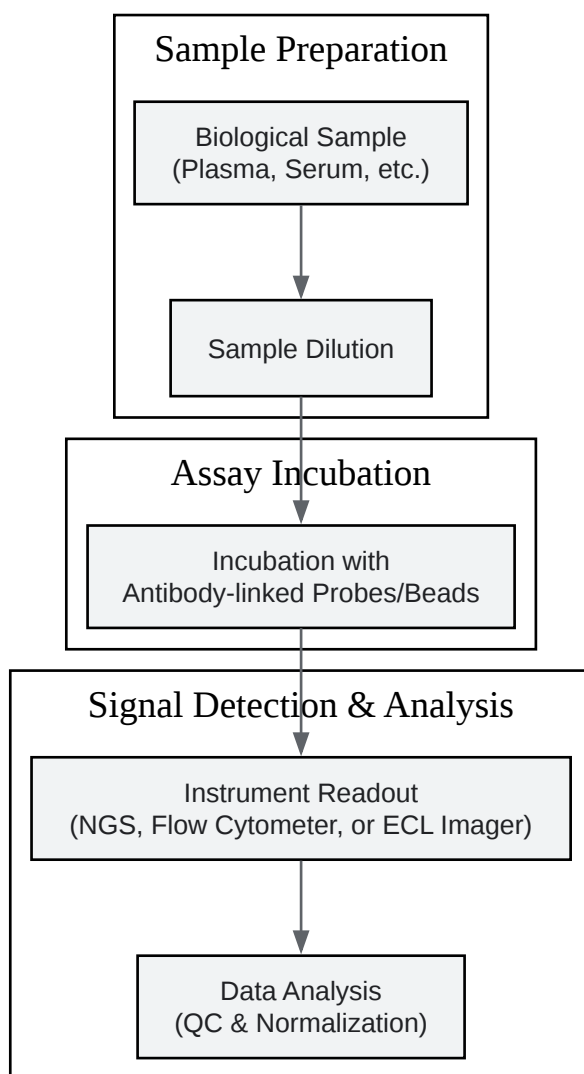 Sample Preparation
Biological Sample
(Plasma, Serum, etc.)
Sample Dilution
Assay Incubation
Incubation with
Antibody-linked Probes/Beads
Signal Detection & Analysis
Instrument Readout
(NGS, Flow Cytometer, or ECL Imager)
Data Analysis
(QC & Normalization)